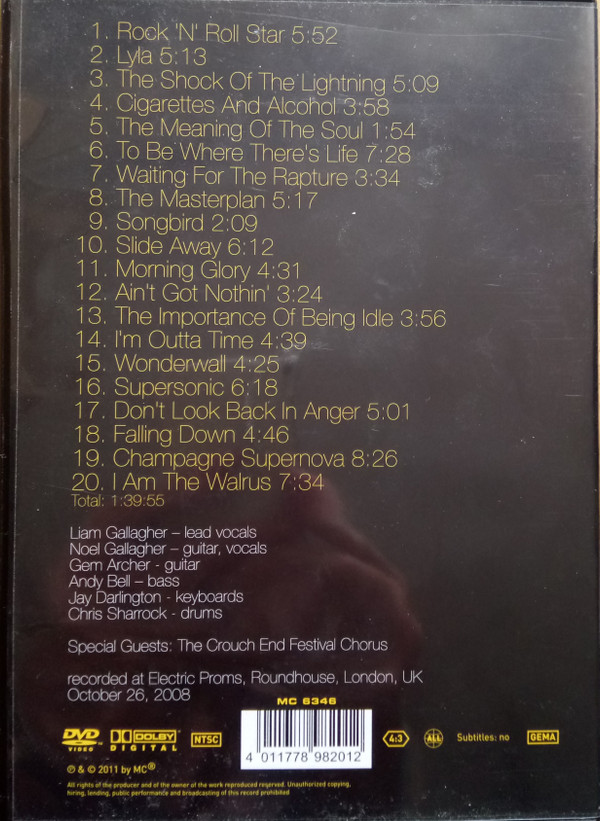 1. Rock 'N' Roll Star 5:52
2. Lyla 5:13
3. The Shock Of The Lightning 5:09
4. Cigarettes And Alcohol 3:58
5. The Meaning Of The Soul 1:54
6. To Be Where There's Life 7:28
7. Waiting For The Rapture 3:34
8. The Masterplan 5:17
9. Songbird 2:09
10. Slide Away 6:12
11. Morning Glory 4:31
12. Ain't Got Nothin' 3:24
13. The Importance Of Being Idle 3:56
14. I'm Outta Time 4:39
15. Wonderwall 4:25
16. Supersonic 6:18
17. Don't Look Back In Anger 5:01
18. Falling Down 4:46
19. Champagne Supernova 8:26
20. I Am The Walrus 7:34
Total: 1:39:55
Liam Gallagher – lead vocals
Noel Gallagher – guitar, vocals
Gem Archer - guitar
Andy Bell – bass
Jay Darlington - keyboards
Chris Sharrock - drums
Special Guests: The Crouch End Festival Chorus
recorded at Electric Proms, Roundhouse, London, UK
October 26, 2008
MC 6346
DVD VIDEO™ DOLBY DIGITAL NTSC 4 011778 982012 4:3 ALL Subtitles: no GEMA
℗ & © 2011 by MC®
All rights of the producer and of the owner of the work reproduced reserved. Unauthorized copying,
hiring, lending, public performance and broadcasting of this record prohibited